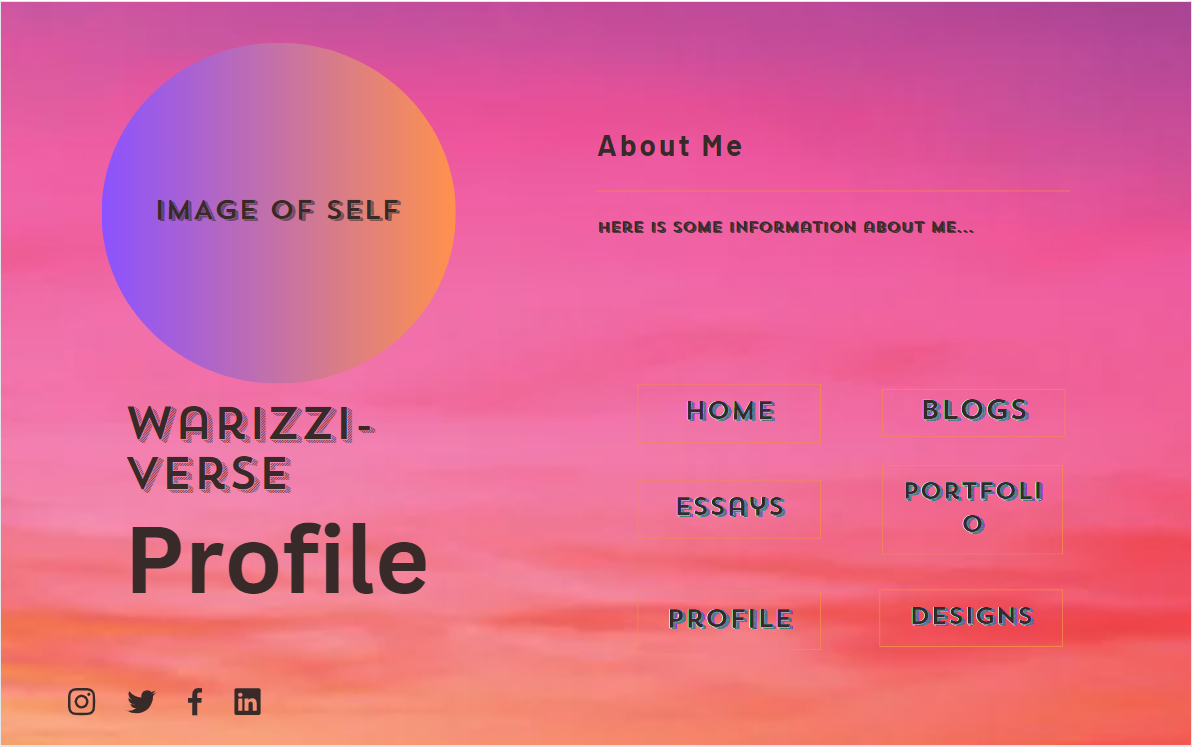 IMAGE OF SELF
WARIZZI-
VERSE
Profile
About Me
HERE IS SOME INFORMATION ABOUT ME...
HOME
BLOGS
ESSAYS
PORTFOLI
O
PROFILE
DESIGNS